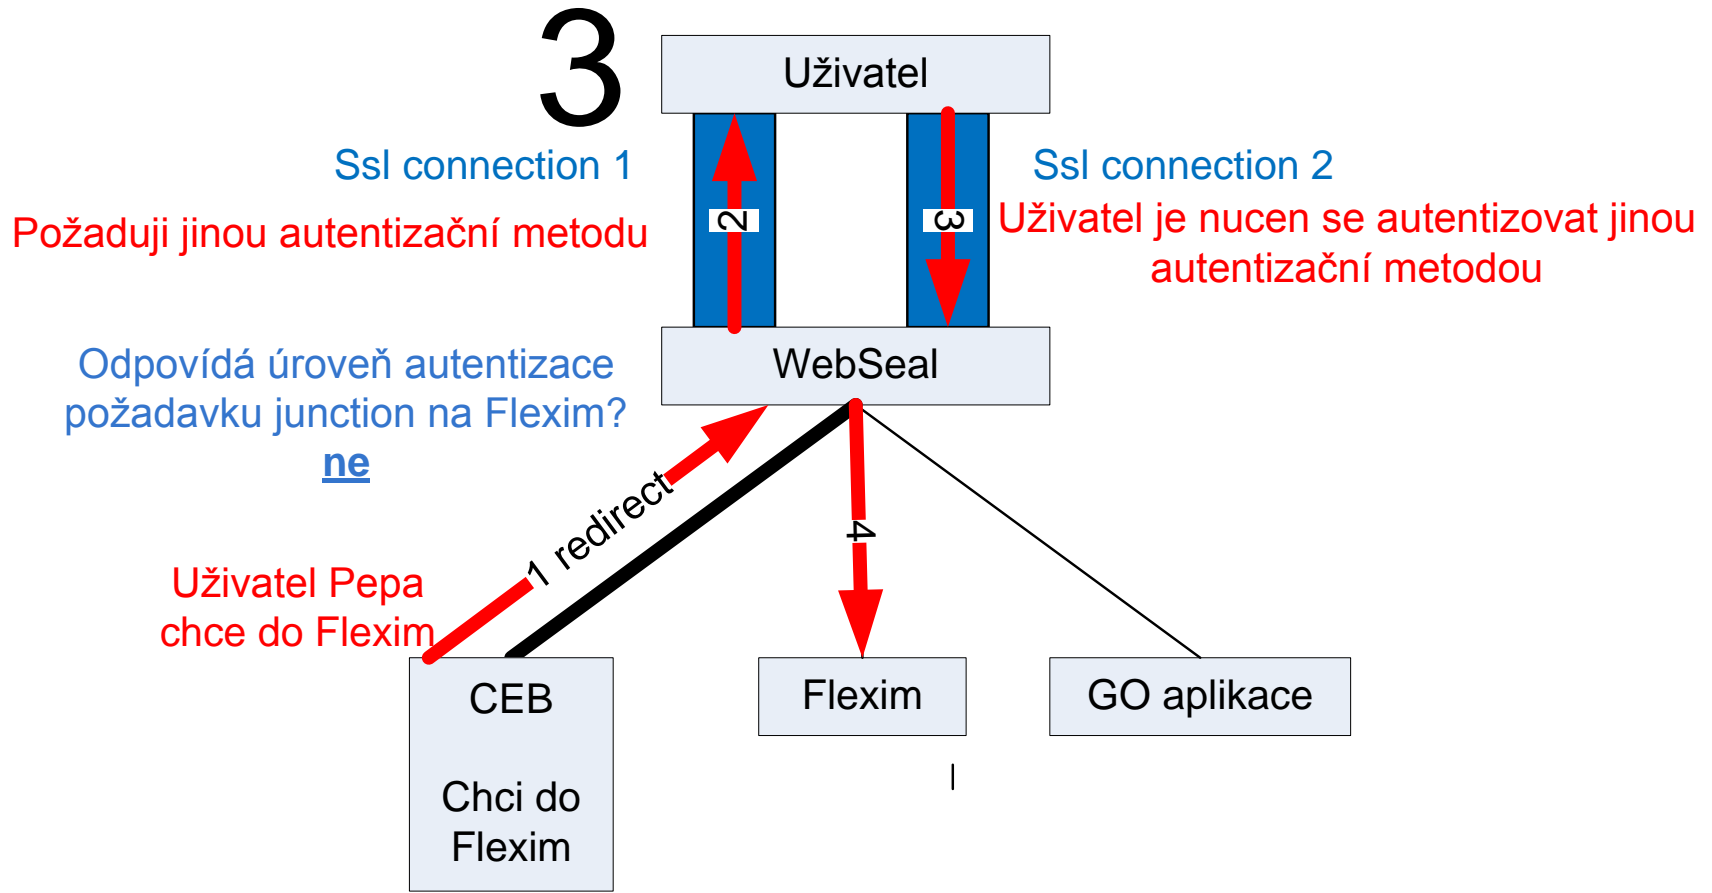 3
Uživatel
Ssl connection 1
Ssl connection 2
2
3
Požaduji jinou autentizační metodu
Uživatel je nucen se autentizovat jinou
autentizační metodou
WebSeal
Odpovídá úroveň autentizace
požadavku junction na Flexim?
ne
1 redirect
4
Uživatel Pepa
chce do Flexim
CEB
Chci do
Flexim
Flexim
GO aplikace